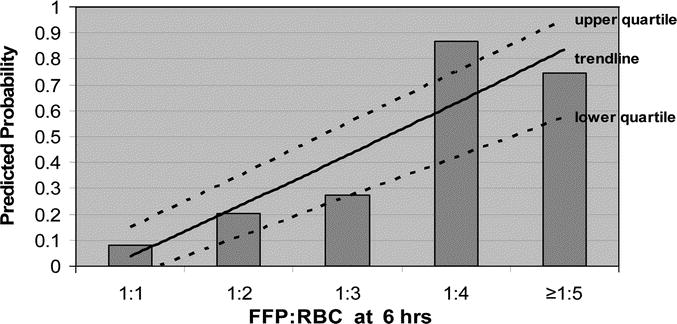 1
0.9
0.8
0.7
0.6
0.5
0.4
0.3
0.2
0.1
0
Predicted Probability
upper quartile
trendline
lower quartile
1:1 1:2 1:3 1:4 ≥1:5
FFP:RBC at 6 hrs